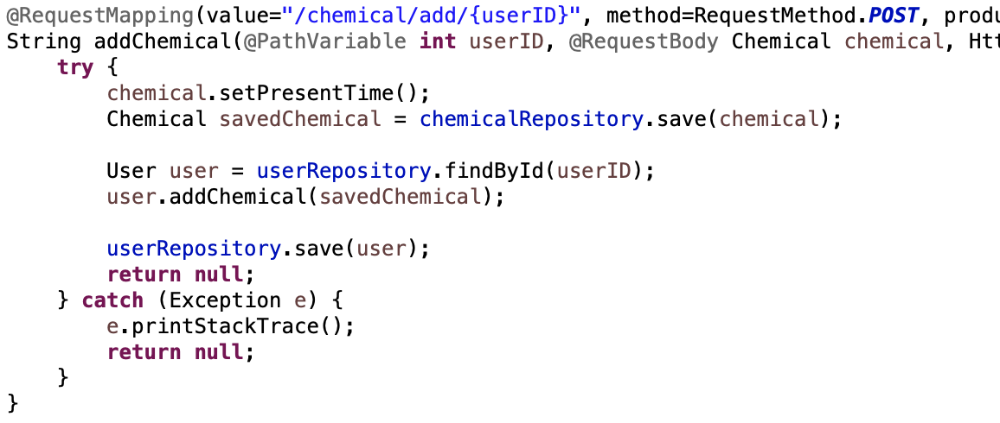 @RequestMapping(value="/chemical/add/{userID}", method=RequestMethod.POST,
String addChemical(@PathVariable int userID, @RequestBody Chemical chemical,
try {
chemical.setPresentTime();
Chemical savedChemical = chemicalRepository.save(chemical);
User user = userRepository.findById(userID);
user.addChemical(savedChemical);
userRepository.save(user);
return null;
} catch (Exception e) {
e.printStackTrace();
return null;
}
}